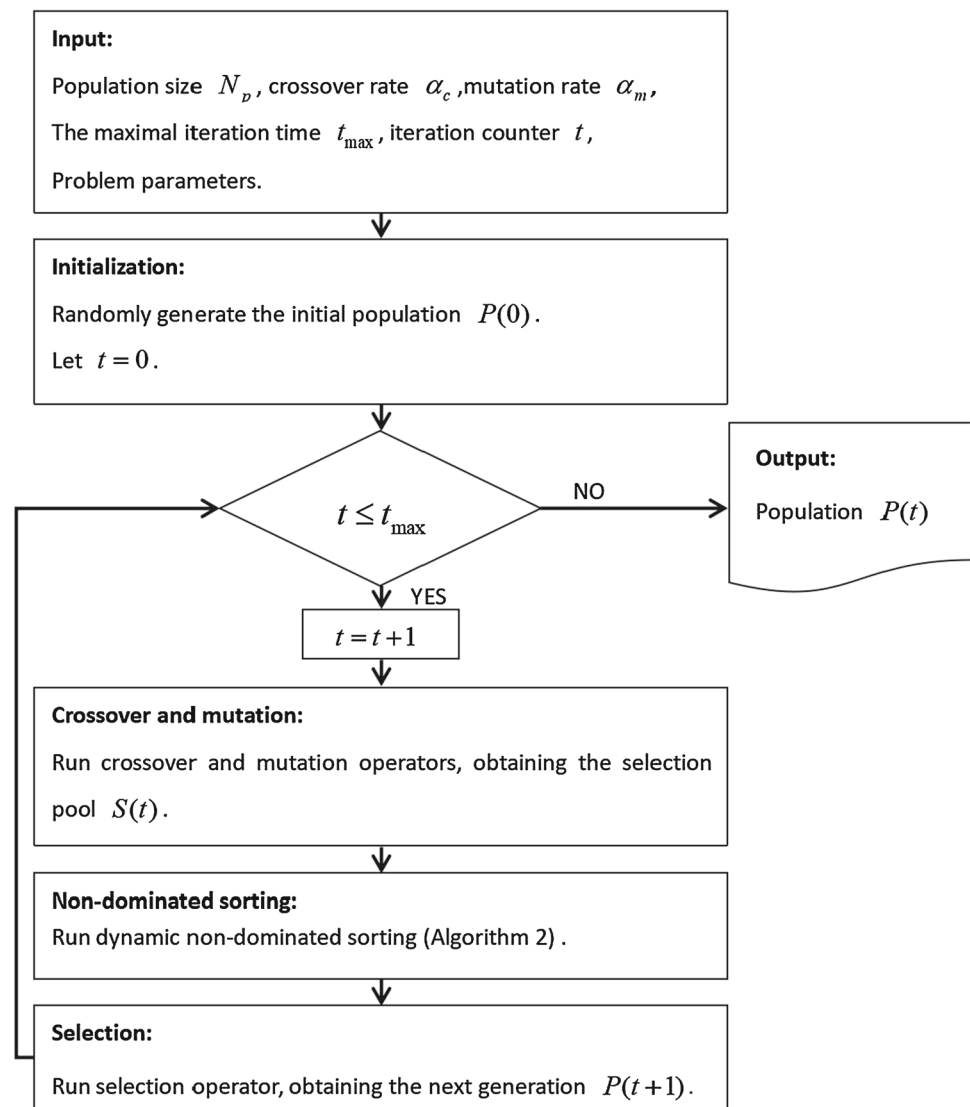 Input:
Population size N_p, crossover rate α_c ,mutation rate α_m,
The maximal iteration time t_max, iteration counter t,
Problem parameters.
Initialization:
Randomly generate the initial population P(0).
Let t = 0.
t ≤ t_max
NO
Output:
Population P(t)
YES
t = t + 1
Crossover and mutation:
Run crossover and mutation operators, obtaining the selection
pool S(t).
Non-dominated sorting:
Run dynamic non-dominated sorting (Algorithm 2) .
Selection:
Run selection operator, obtaining the next generation P(t+1).